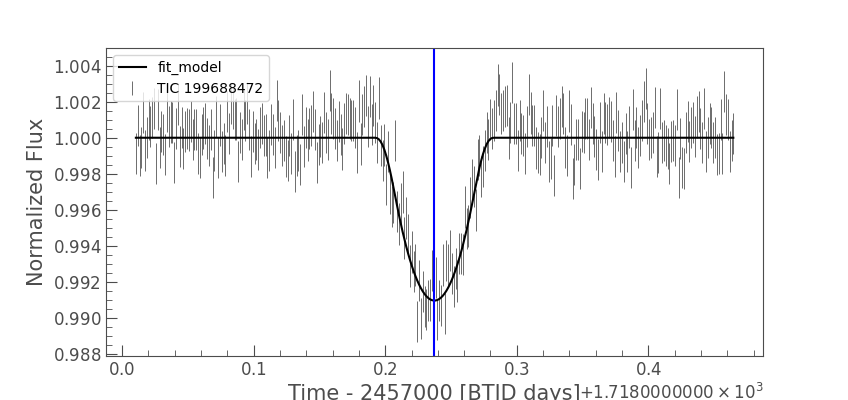 fit_model
TIC 199688472
1.004
1.002
1.000
0.998
0.996
0.994
0.992
0.990
0.988
Normalized Flux
0.0 0.1 0.2 0.3 0.4
Time - 2457000 [BTJD days] +1.7180000000 × 10³